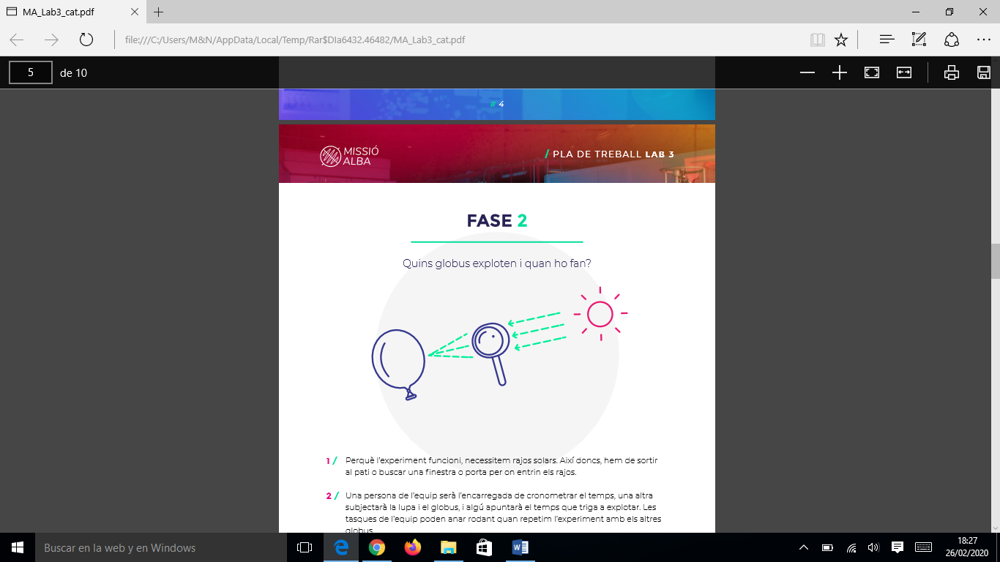 MA_Lab3_cat.pdf
file:///C:/Users/M&N/AppData/Local/Temp/Rar$DIa6432.46482/MA_Lab3_cat.pdf
5 de 10
# 4
MISSIÓ
ALBA
/ PLA DE TREBALL LAB 3
FASE 2
Quins globus exploten i quan ho fan?
1 / Perquè l'experiment funcioni, necessitem rajos solars. Així doncs, hem de sortir
al pati o buscar una finestra o porta per on entrin els rajos.
2 / Una persona de l'equip serà l'encarregada de cronometrar el temps, una altra
subjectarà la lupa i el globus, i algú apuntarà el temps que triga a explotar. Les
tasques de l'equip poden anar rodant quan repetim l'experiment amb els altres
globus.
Buscar en la web y en Windows
18:27
26/02/2020